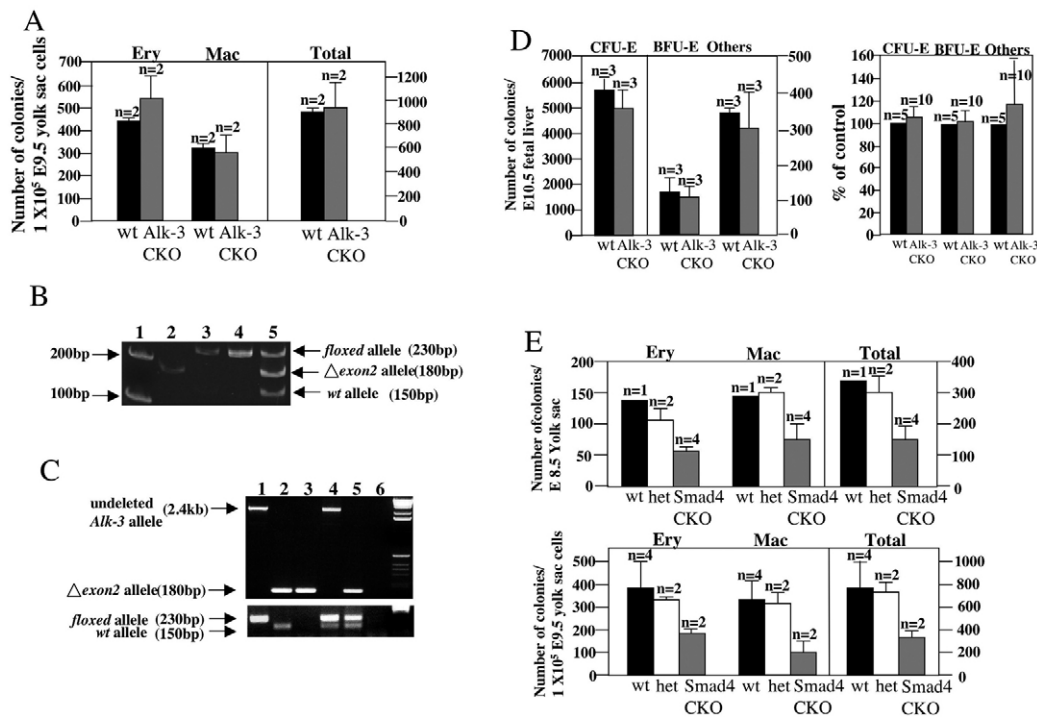 A
Ery Mac Total
Number of colonies/
1 X10⁵ E9.5 yolk sac cells
700
600
500
400
300
200
100
0
n=2
n=2
n=2
n=2
n=2
n=2
1200
1000
800
600
400
200
0
wt Alk-3 wt Alk-3 wt Alk-3
CKO CKO CKO
B
1 2 3 4 5
200bp
100bp
floxed allele (230bp)
△exon2 allele(180bp)
wt allele (150bp)
C
1 2 3 4 5 6
undeleted (2.4kb)
Alk-3 allele
△exon2 allele(180bp)
floxed allele (230bp)
wt allele (150bp)
D
CFU-E BFU-E Others
Number of colonies/
E10.5 fetal liver
7000
6000
5000
4000
3000
2000
1000
0
n=3
n=3
n=3
n=3
n=3
n=3
500
400
300
200
100
0
wt Alk-3 wt Alk-3 wt Alk-3
CKO CKO CKO
CFU-E BFU-E Others
% of control
160
140
120
100
80
60
40
20
0
n=5
n=10
n=5
n=10
n=5
n=10
wt Alk-3 wt Alk-3 wt Alk-3
CKO CKO CKO
E
Ery Mac Total
Number ofcolonies/
E 8.5 Yolk sac
200
150
100
50
0
n=1
n=2
n=4
n=1
n=2
n=4
n=1
n=2
n=4
400
300
200
100
0
wt het Smad4 wt het Smad4 wt het Smad4
CKO CKO CKO
Ery Mac Total
Number of colonies/
1 X10⁵ E9.5 yolk sac cells
500
400
300
200
100
0
n=4
n=2
n=2
n=4
n=2
n=2
n=4
n=2
n=2
1000
800
600
400
200
0
wt het Smad4 wt het Smad4 wt het Smad4
CKO CKO CKO